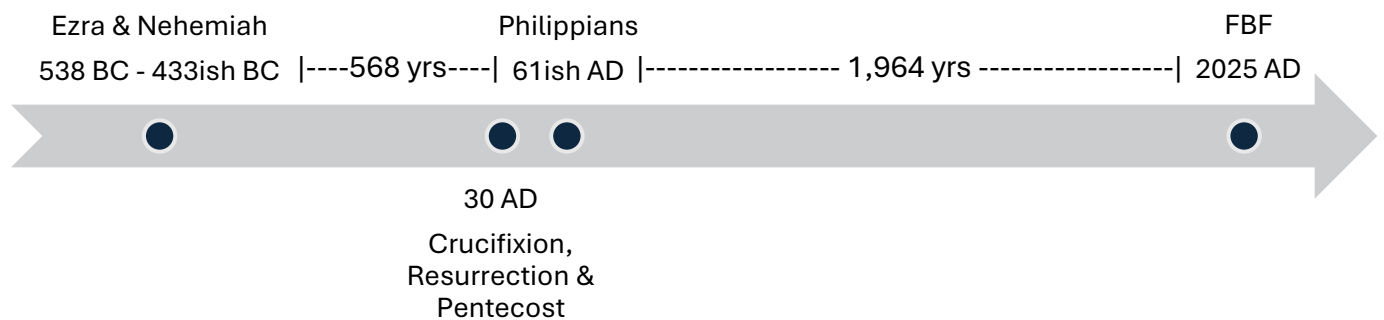 Ezra & Nehemiah
538 BC - 433ish BC
|----568 yrs----|
Philippians
61ish AD
|------------------ 1,964 yrs ------------------|
FBF
2025 AD
30 AD
Crucifixion,
Resurrection &
Pentecost